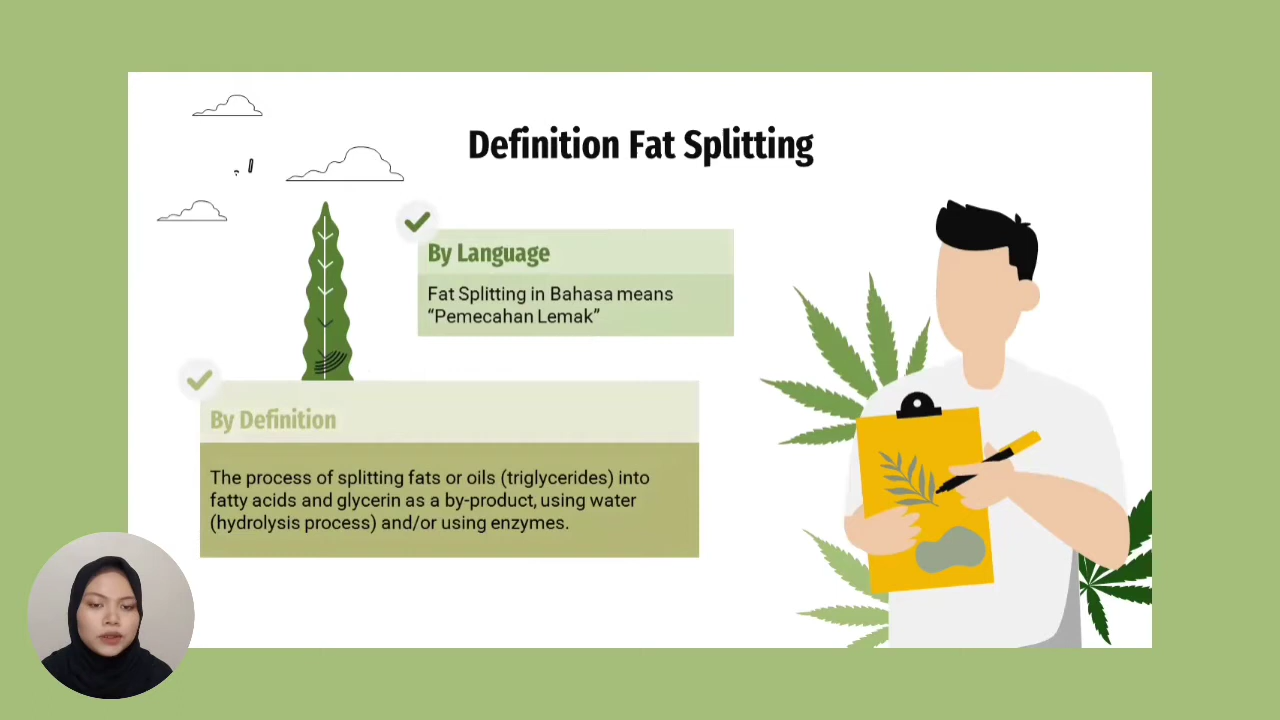 Definition Fat Splitting
By Language
Fat Splitting in Bahasa means
“Pemecahan Lemak”
By Definition
The process of splitting fats or oils (triglycerides) into
fatty acids and glycerin as a by-product, using water
(hydrolysis process) and/or using enzymes.